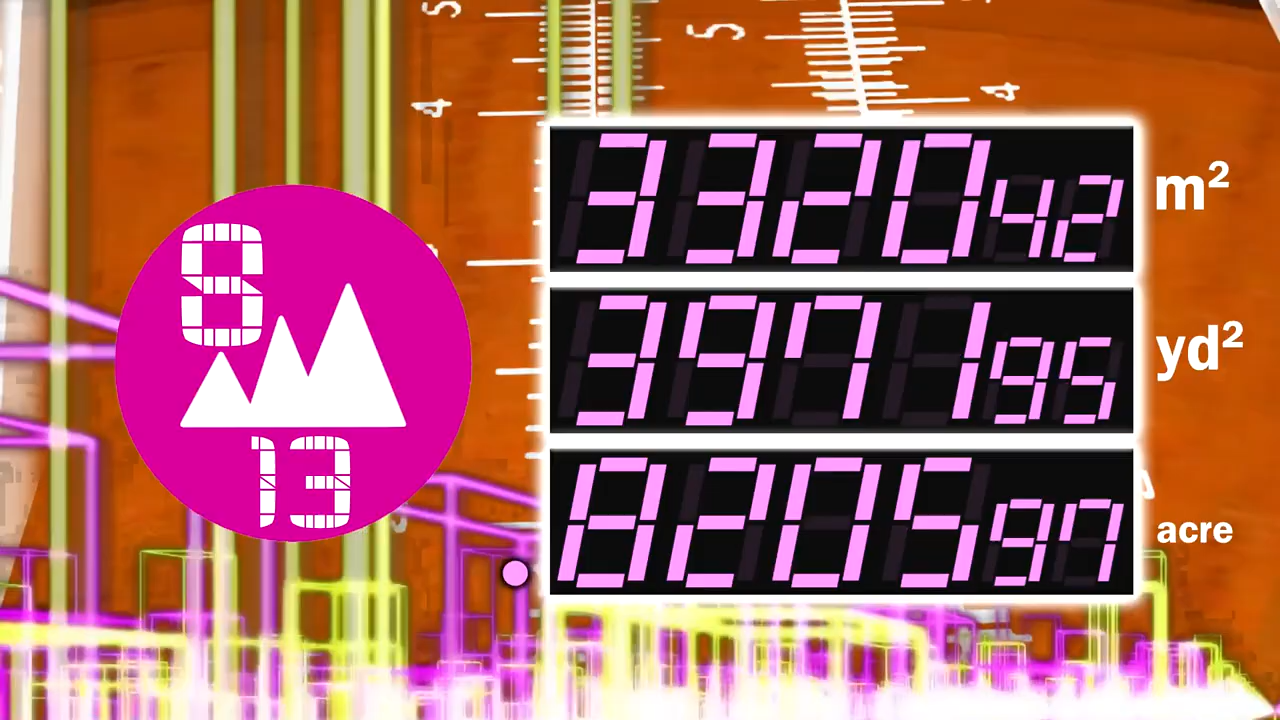 5 5
4 4
8
3320 42 m²
3971 95 yd²
.8205 97 acre
13